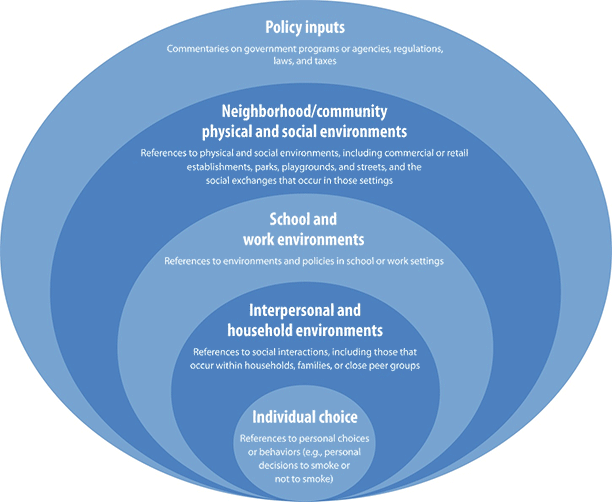 Policy inputs
Commentaries on government programs or agencies, regulations,
laws, and taxes
Neighborhood/community
physical and social environments
References to physical and social environments, including commercial or retail
establishments, parks, playgrounds, and streets, and the
social exchanges that occur in those settings
School and
work environments
References to environments and policies in school or work settings
Interpersonal and
household environments
References to social interactions, including those that
occur within households, families, or close peer groups
Individual choice
References to personal choices
or behaviors (e.g., personal
decisions to smoke or
not to smoke)